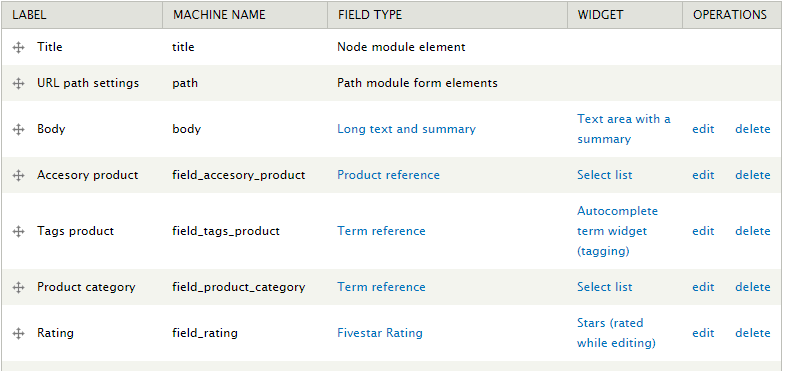 LABEL MACHINE NAME FIELD TYPE WIDGET OPERATIONS
Title title Node module element
URL path settings path Path module form elements
Body body Long text and summary Text area with a summary edit delete
Accesory product field_accesory_product Product reference Select list edit delete
Tags product field_tags_product Term reference Autocomplete term widget (tagging) edit delete
Product category field_product_category Term reference Select list edit delete
Rating field_rating Fivestar Rating Stars (rated while editing) edit delete